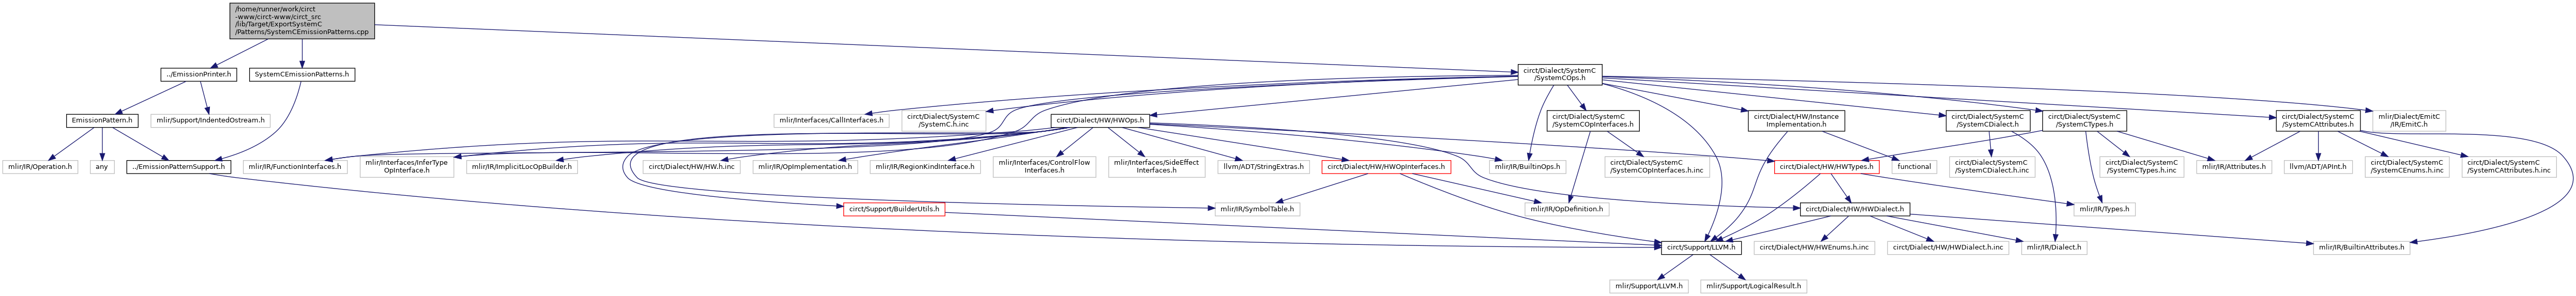 /home/runner/work/circt
-www/circt-www/circt_src
/lib/Target/ExportSystemC
/Patterns/SystemCEmissionPatterns.cpp
../EmissionPrinter.h
SystemCEmissionPatterns.h
circt/Dialect/SystemC
/SystemCOps.h
EmissionPattern.h
mlir/Support/IndentedOstream.h
mlir/Interfaces/CallInterfaces.h
circt/Dialect/SystemC
/SystemC.h.inc
circt/Dialect/HW/HWOps.h
circt/Dialect/SystemC
/SystemCOpInterfaces.h
circt/Dialect/HW/Instance
Implementation.h
circt/Dialect/SystemC
/SystemCDialect.h
circt/Dialect/SystemC
/SystemCTypes.h
circt/Dialect/SystemC
/SystemCAttributes.h
mlir/Dialect/EmitC
/IR/EmitC.h
mlir/IR/Operation.h
any
../EmissionPatternSupport.h
mlir/IR/FunctionInterfaces.h
mlir/Interfaces/InferType
OpInterface.h
mlir/IR/ImplicitLocOpBuilder.h
circt/Dialect/HW/HW.h.inc
mlir/IR/OpImplementation.h
mlir/IR/RegionKindInterface.h
mlir/Interfaces/ControlFlow
Interfaces.h
mlir/Interfaces/SideEffect
Interfaces.h
llvm/ADT/StringExtras.h
circt/Dialect/HW/HWOpInterfaces.h
mlir/IR/BuiltinOps.h
circt/Dialect/SystemC
/SystemCOpInterfaces.h.inc
circt/Dialect/HW/HWTypes.h
functional
circt/Dialect/SystemC
/SystemCDialect.h.inc
circt/Dialect/SystemC
/SystemCTypes.h.inc
mlir/IR/Attributes.h
llvm/ADT/APInt.h
circt/Dialect/SystemC
/SystemCEnums.h.inc
circt/Dialect/SystemC
/SystemCAttributes.h.inc
circt/Support/BuilderUtils.h
mlir/IR/SymbolTable.h
mlir/IR/OpDefinition.h
circt/Dialect/HW/HWDialect.h
mlir/IR/Types.h
circt/Support/LLVM.h
circt/Dialect/HW/HWEnums.h.inc
circt/Dialect/HW/HWDialect.h.inc
mlir/IR/Dialect.h
mlir/IR/BuiltinAttributes.h
mlir/Support/LLVM.h
mlir/Support/LogicalResult.h